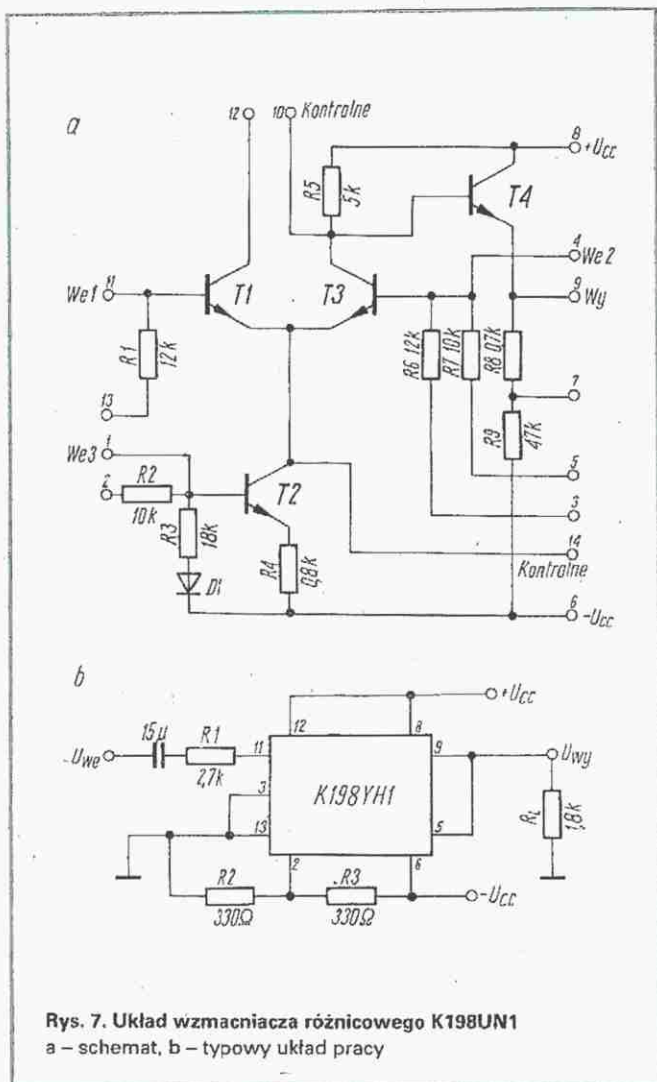 a
12
10 Kontrolne
8
+Ucc
R5
5k
T4
4
We2
We1
11
T1
T3
9
Wy
R1
12k
R6 12k
R7 10k
R8 0,7k
7
13
We3
1
R9
47k
5
2
R2
10k
T2
3
R3
18k
14
Kontrolne
D1
R4
0,8k
6
-Ucc
b
+Ucc
15µ
R1
12
8
-Uwe
2,7k
11
9
Uwy
3
K198YH1
13
5
RL
1,8k
2
6
R2
R3
-Ucc
330Ω
330Ω
Rys. 7. Układ wzmacniacza różnicowego K198UN1
a – schemat, b – typowy układ pracy